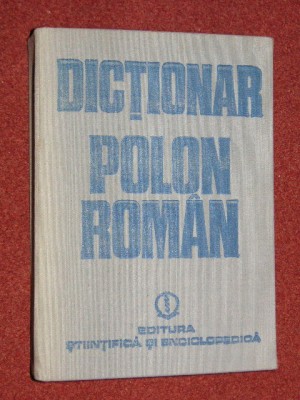 DICȚIONAR
POLON
ROMÂN
EDITURA
ȘTIINȚIFICĂ ȘI ENCICLOPEDICĂ